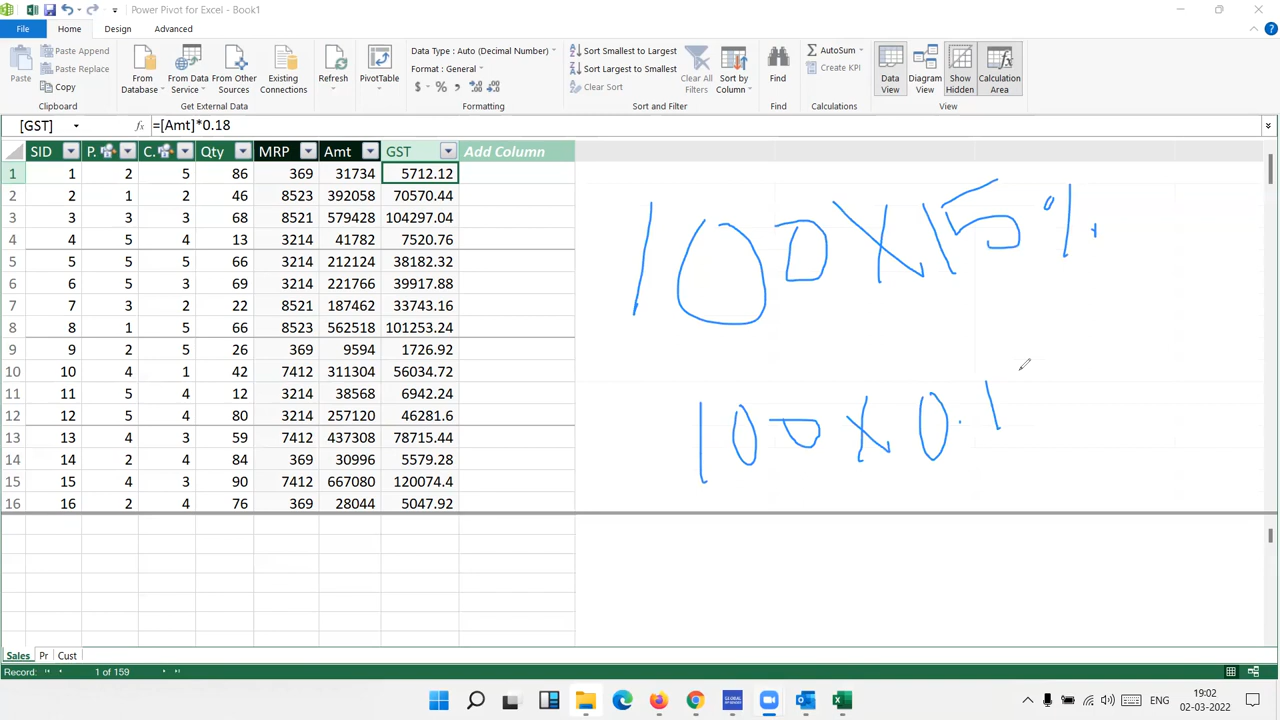 Power Pivot for Excel - Book1
File Home Design Advanced
Paste
Paste Append
Paste Update
Copy
Clipboard
From Database
From Data Service
From Other Sources
Existing Connections
Get External Data
Refresh
PivotTable
Data Type : Auto (Decimal Number)
Format : General
$ % ,
Formatting
Sort Smallest to Largest
Sort Largest to Smallest
Clear Sort
Clear All Filters
Sort by Column
Sort and Filter
Find
Find
AutoSum
Create KPI
Calculations
Data View
Diagram View
Show Hidden
Calculation Area
View
[GST] fx =[Amt]*0.18
SID P. C. Qty MRP Amt GST Add Column
1 1 2 5 86 369 31734 5712.12
2 2 1 2 46 8523 392058 70570.44
3 3 3 3 68 8521 579428 104297.04
4 4 5 4 13 3214 41782 7520.76
5 5 5 5 66 3214 212124 38182.32
6 6 5 3 69 3214 221766 39917.88
7 7 3 2 22 8521 187462 33743.16
8 8 1 5 66 8523 562518 101253.24
9 9 2 5 26 369 9594 1726.92
10 10 4 1 42 7412 311304 56034.72
11 11 5 4 12 3214 38568 6942.24
12 12 5 4 80 3214 257120 46281.6
13 13 4 3 59 7412 437308 78715.44
14 14 2 4 84 369 30996 5579.28
15 15 4 3 90 7412 667080 120074.4
16 16 2 4 76 369 28044 5047.92
100 X 15 %
100 X 0.1
Sales Pr Cust
Record: 1 of 159
ENG
19:02
02-03-2022